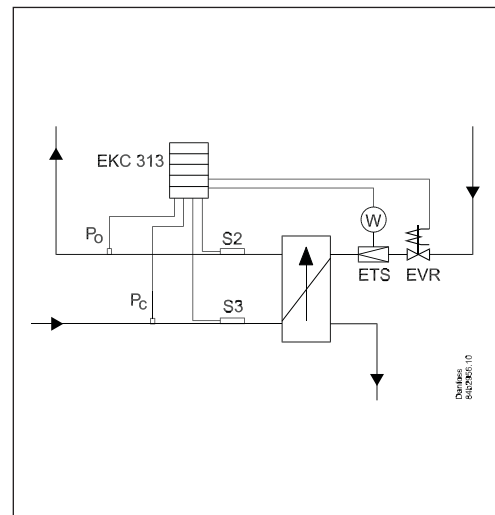 EKC 313
W
Po
S2
ETS
EVR
Pc
S3
Danfoss
84b2956.10